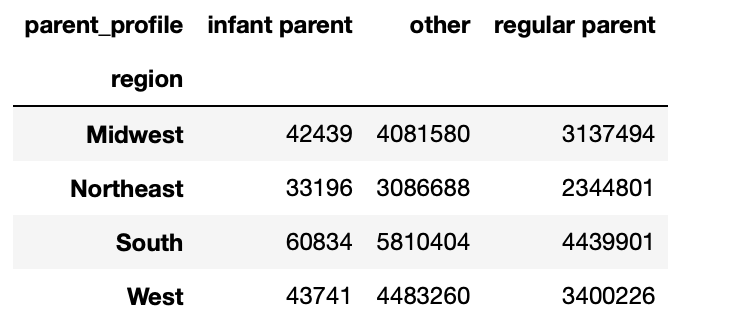 parent_profile infant parent other regular parent
region
Midwest 42439 4081580 3137494
Northeast 33196 3086688 2344801
South 60834 5810404 4439901
West 43741 4483260 3400226